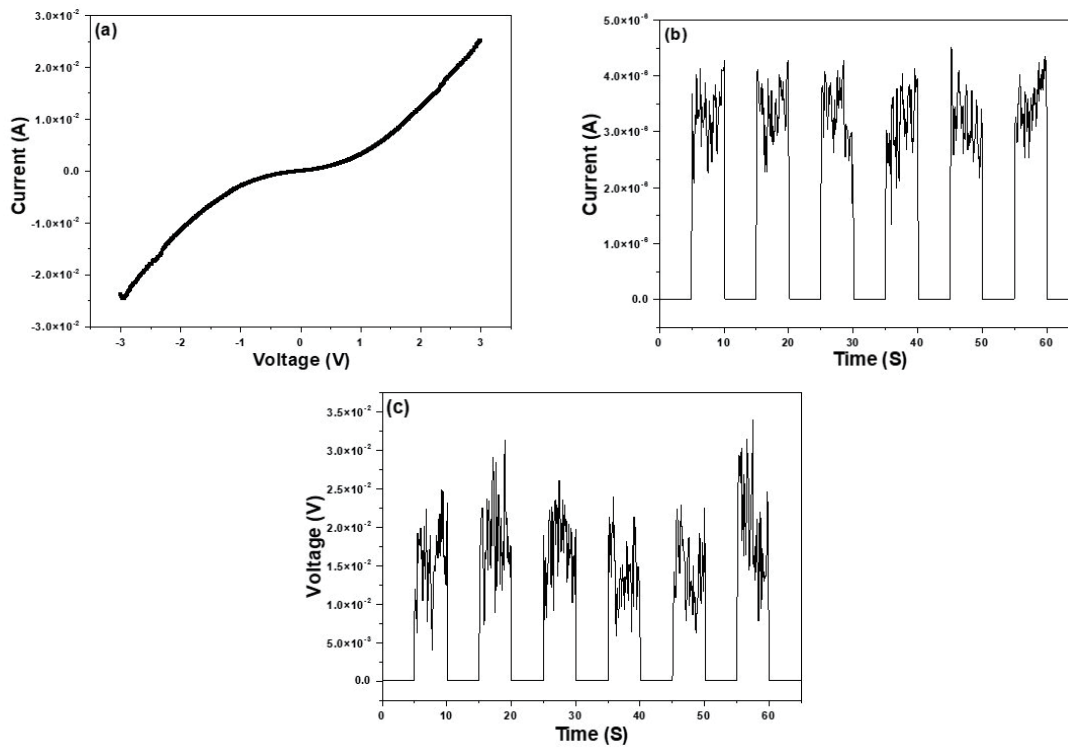 (a)
3.0×10⁻²
2.0×10⁻²
1.0×10⁻²
0.0
-1.0×10⁻²
-2.0×10⁻²
-3.0×10⁻²
Current (A)
-3 -2 -1 0 1 2 3
Voltage (V)
(b)
5.0×10⁻⁶
4.0×10⁻⁶
3.0×10⁻⁶
2.0×10⁻⁶
1.0×10⁻⁶
0.0
Current (A)
0 10 20 30 40 50 60
Time (S)
(c)
3.5×10⁻²
3.0×10⁻²
2.5×10⁻²
2.0×10⁻²
1.5×10⁻²
1.0×10⁻²
5.0×10⁻³
0.0
Voltage (V)
0 10 20 30 40 50 60
Time (S)